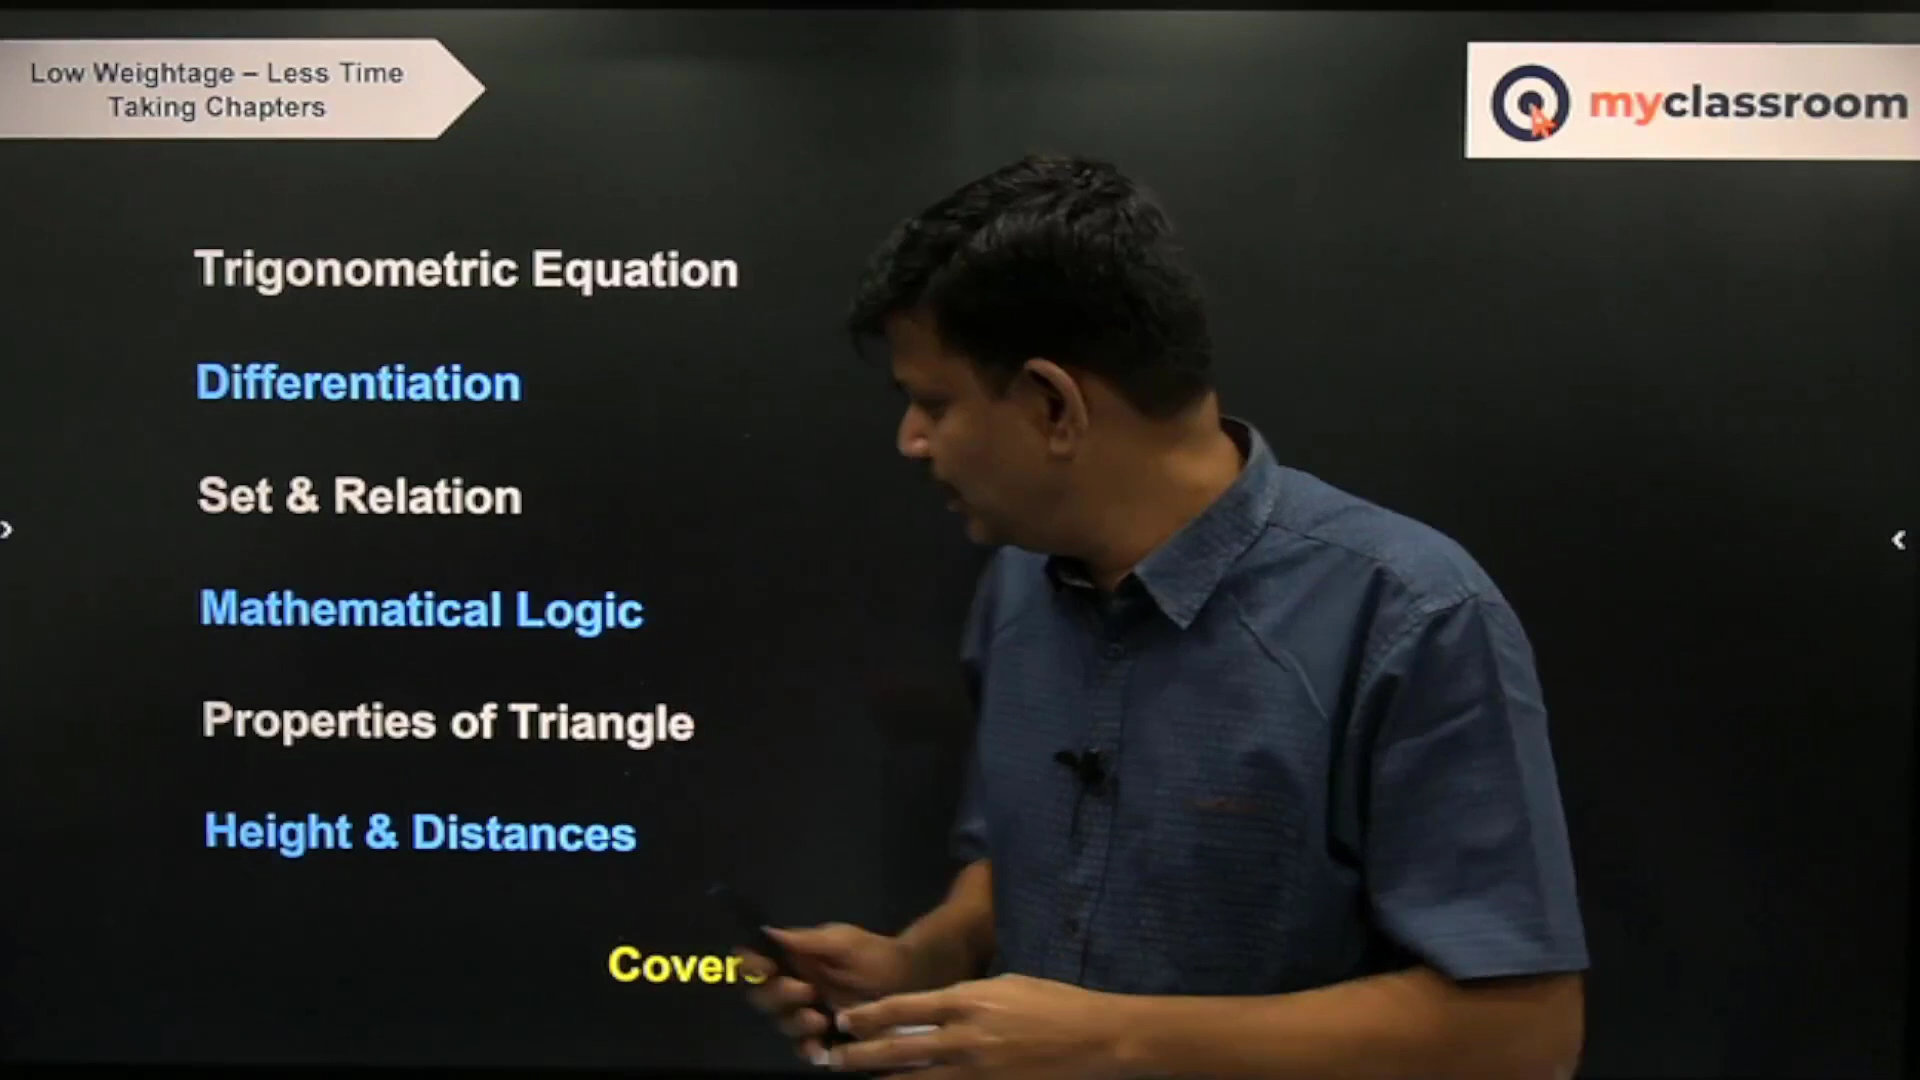 Low Weightage – Less Time
Taking Chapters
myclassroom
Trigonometric Equation
Differentiation
Set & Relation
Mathematical Logic
Properties of Triangle
Height & Distances
Covers